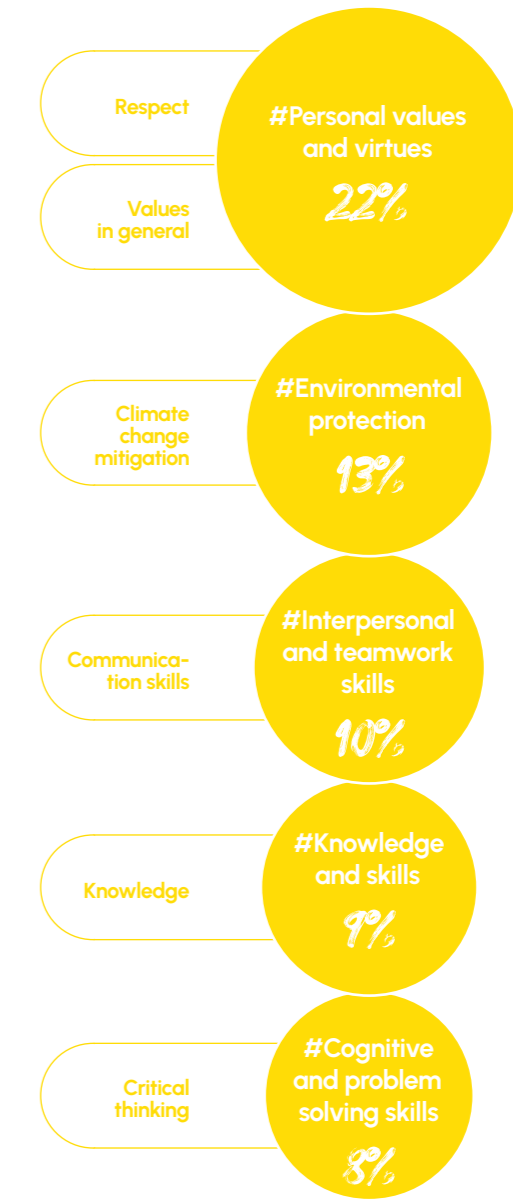 Respect
#Personal values
and virtues
22%
Values
in general
Climate
change
mitigation
#Environmental
protection
13%
Communica-
tion skills
#Interpersonal
and teamwork
skills
10%
Knowledge
#Knowledge
and skills
9%
Critical
thinking
#Cognitive
and problem
solving skills
8%